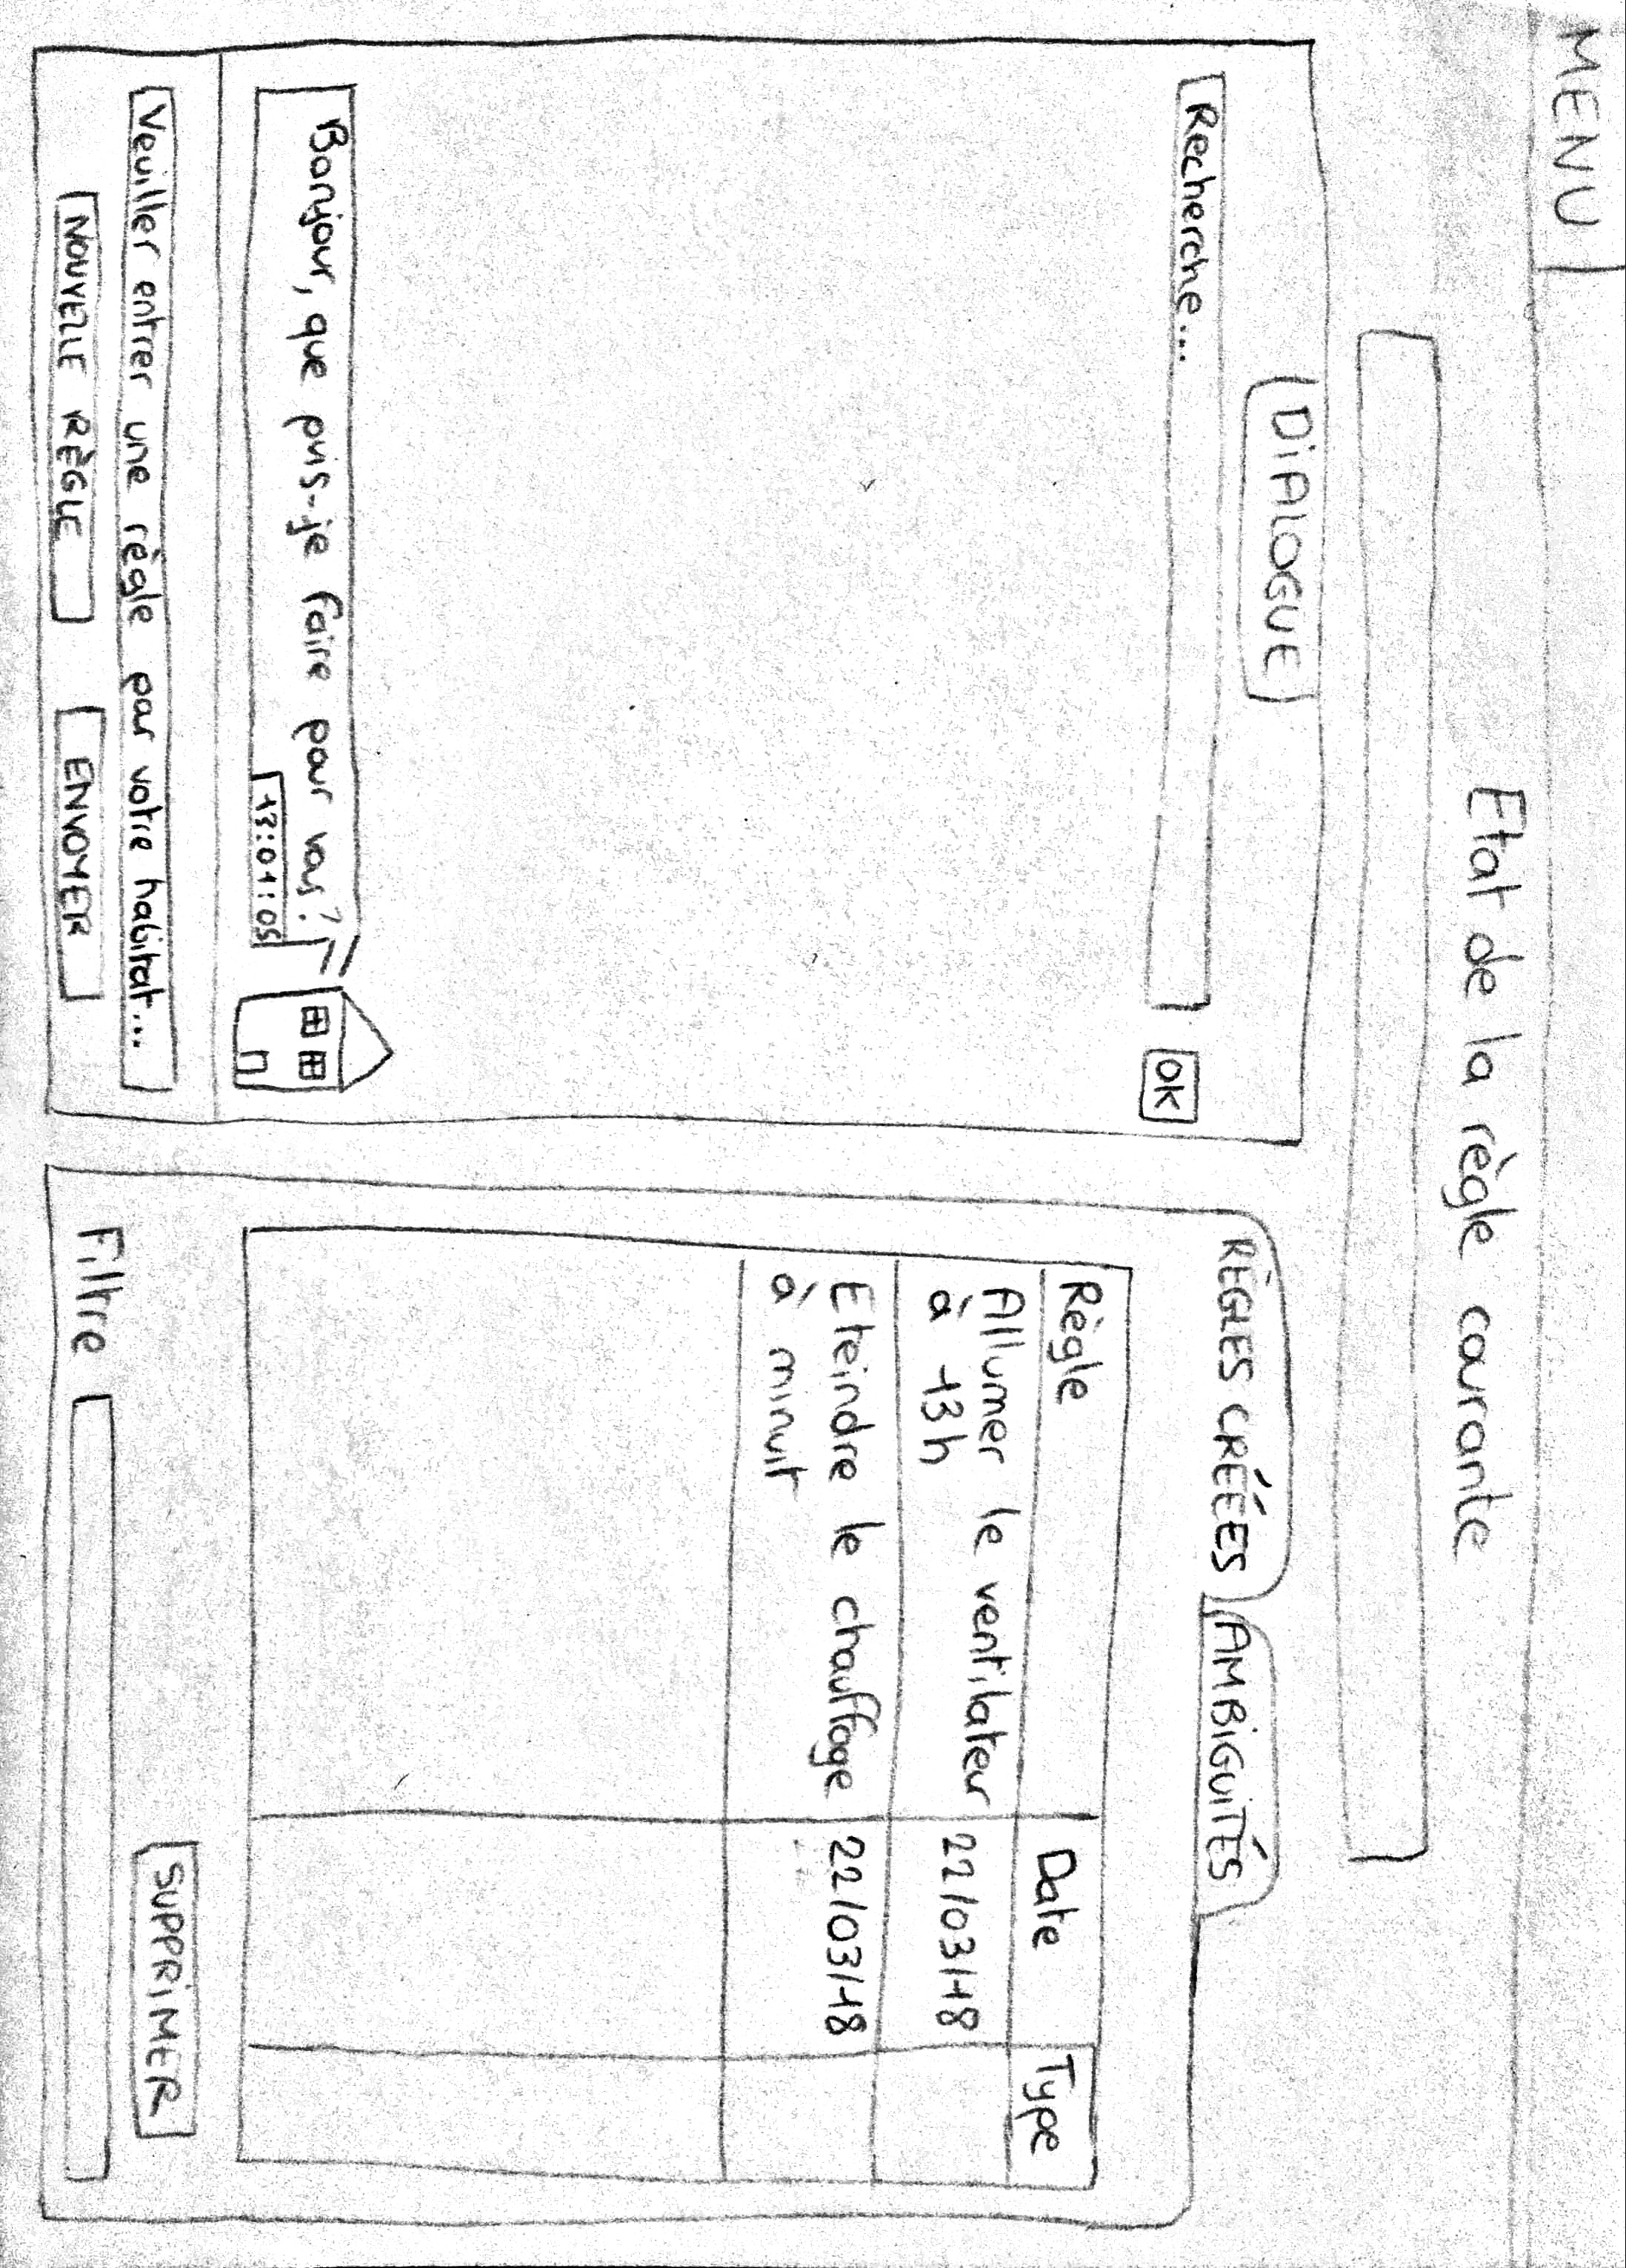 MENU
Etat de la règle courante
DiALOGUE
Recherche...
OK
Bonjour, que puis-je faire pour vous?
13:01:05
Veuiller entrer une règle par votre habitat...
NOUVELLE RÈGLE
ENVOYER
RÈGLES CRÉÉES
AMBiGUiTÉS
Règle
Date
Type
Allumer le ventilateur
22/03/18
à 13h
Eteindre le chauffage
22/03/18
à minuit
SUPPRiMER
Filtre